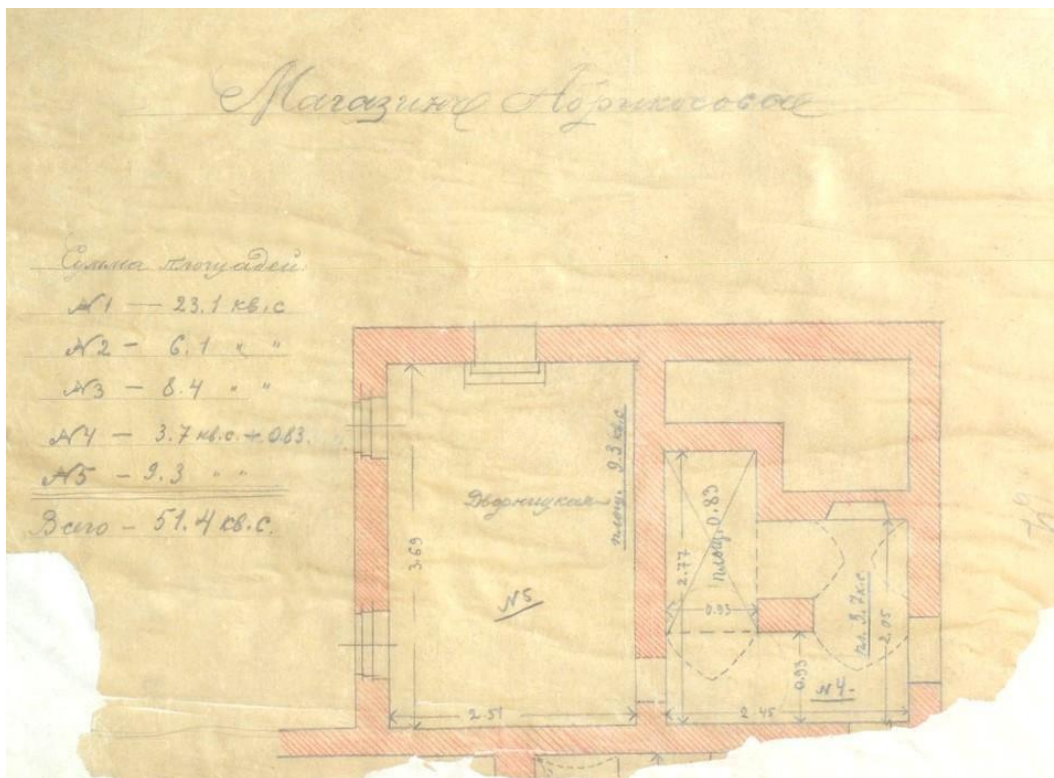 Магазинъ Абрикосова
Сумма площадей:
№1 — 23.1 кв.с
№2 - 6.1 " "
№3 - 8.4 " "
№4 - 3.7 кв.с. + 0.83.
№5 - 9.3 " "
Всего - 51.4 кв.с.
Дворницкая
площ. 9.3 кв.с
3.69
№5
2.51
2.77
площ. 0.83
0.93
0.93
пл. 3.7 к.с.
2.05
№4
2.45